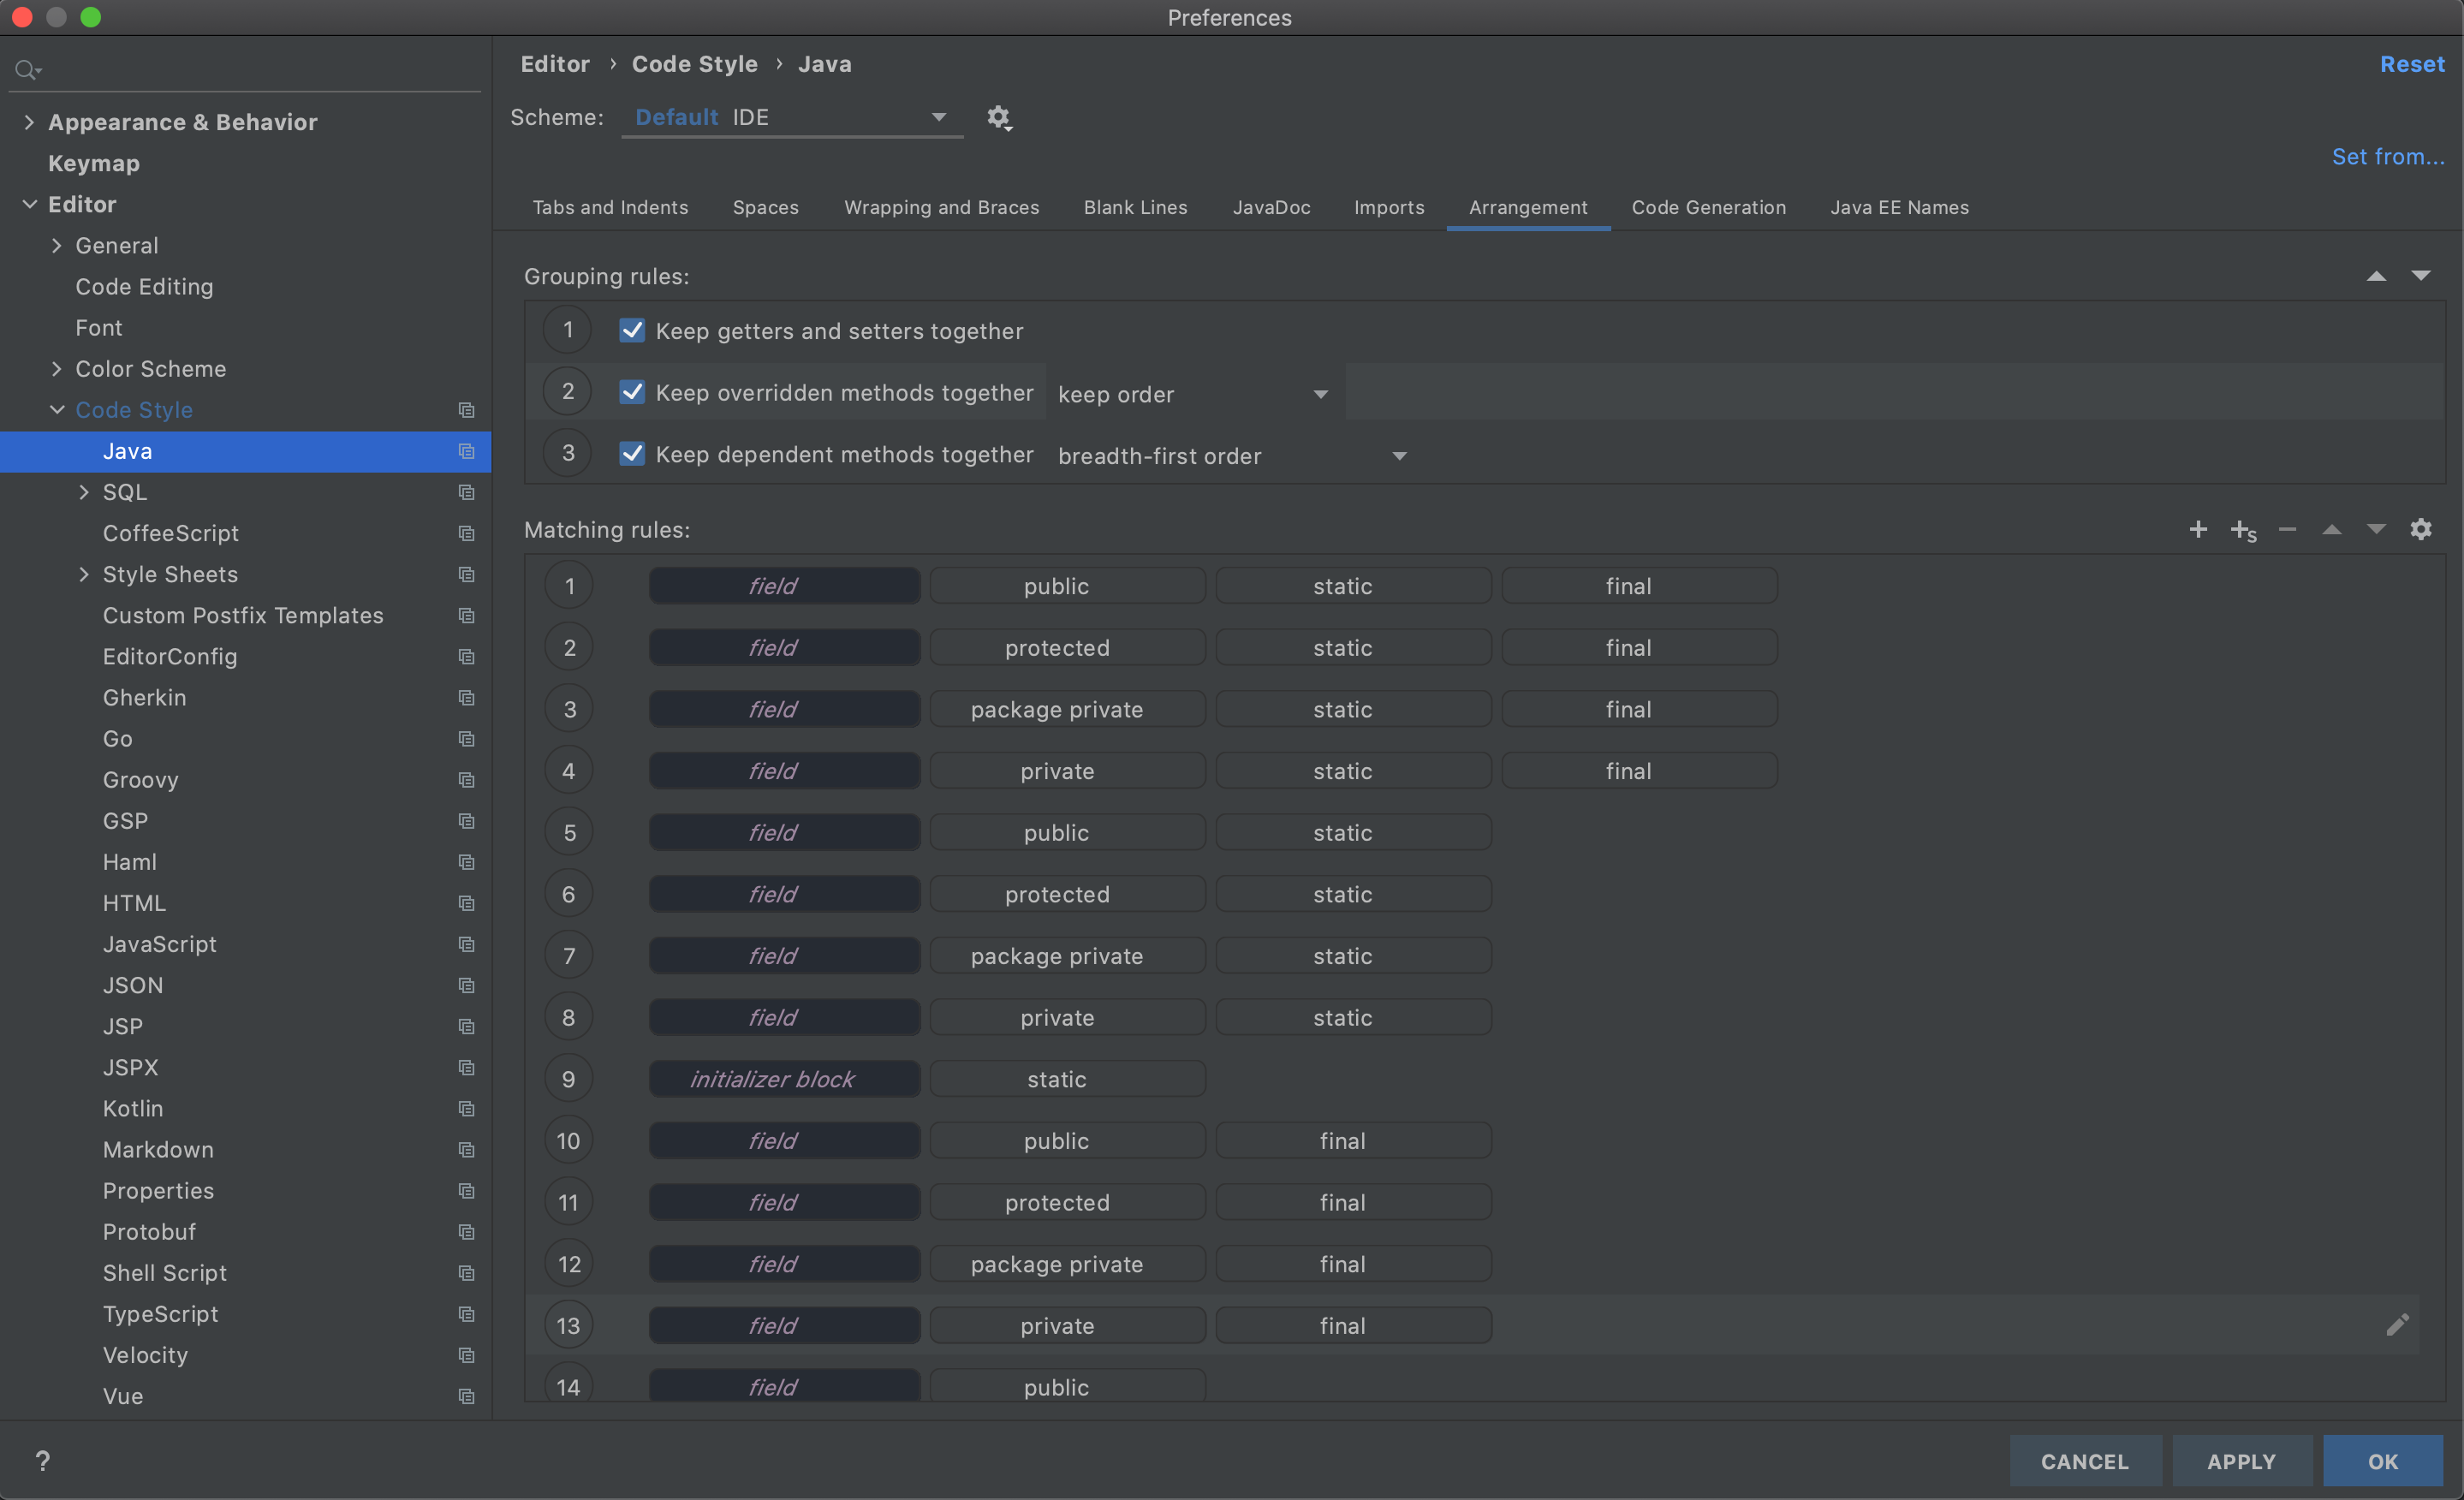 Preferences
Appearance & Behavior
Keymap
Editor
General
Code Editing
Font
Color Scheme
Code Style
Java
SQL
CoffeeScript
Style Sheets
Custom Postfix Templates
EditorConfig
Gherkin
Go
Groovy
GSP
Haml
HTML
JavaScript
JSON
JSP
JSPX
Kotlin
Markdown
Properties
Protobuf
Shell Script
TypeScript
Velocity
Vue
Editor › Code Style › Java
Reset
Scheme: Default IDE
Set from...
Tabs and Indents Spaces Wrapping and Braces Blank Lines JavaDoc Imports Arrangement Code Generation Java EE Names
Grouping rules:
1 Keep getters and setters together
2 Keep overridden methods together keep order
3 Keep dependent methods together breadth-first order
Matching rules:
1 field public static final
2 field protected static final
3 field package private static final
4 field private static final
5 field public static
6 field protected static
7 field package private static
8 field private static
9 initializer block static
10 field public final
11 field protected final
12 field package private final
13 field private final
14 field public
? CANCEL APPLY OK